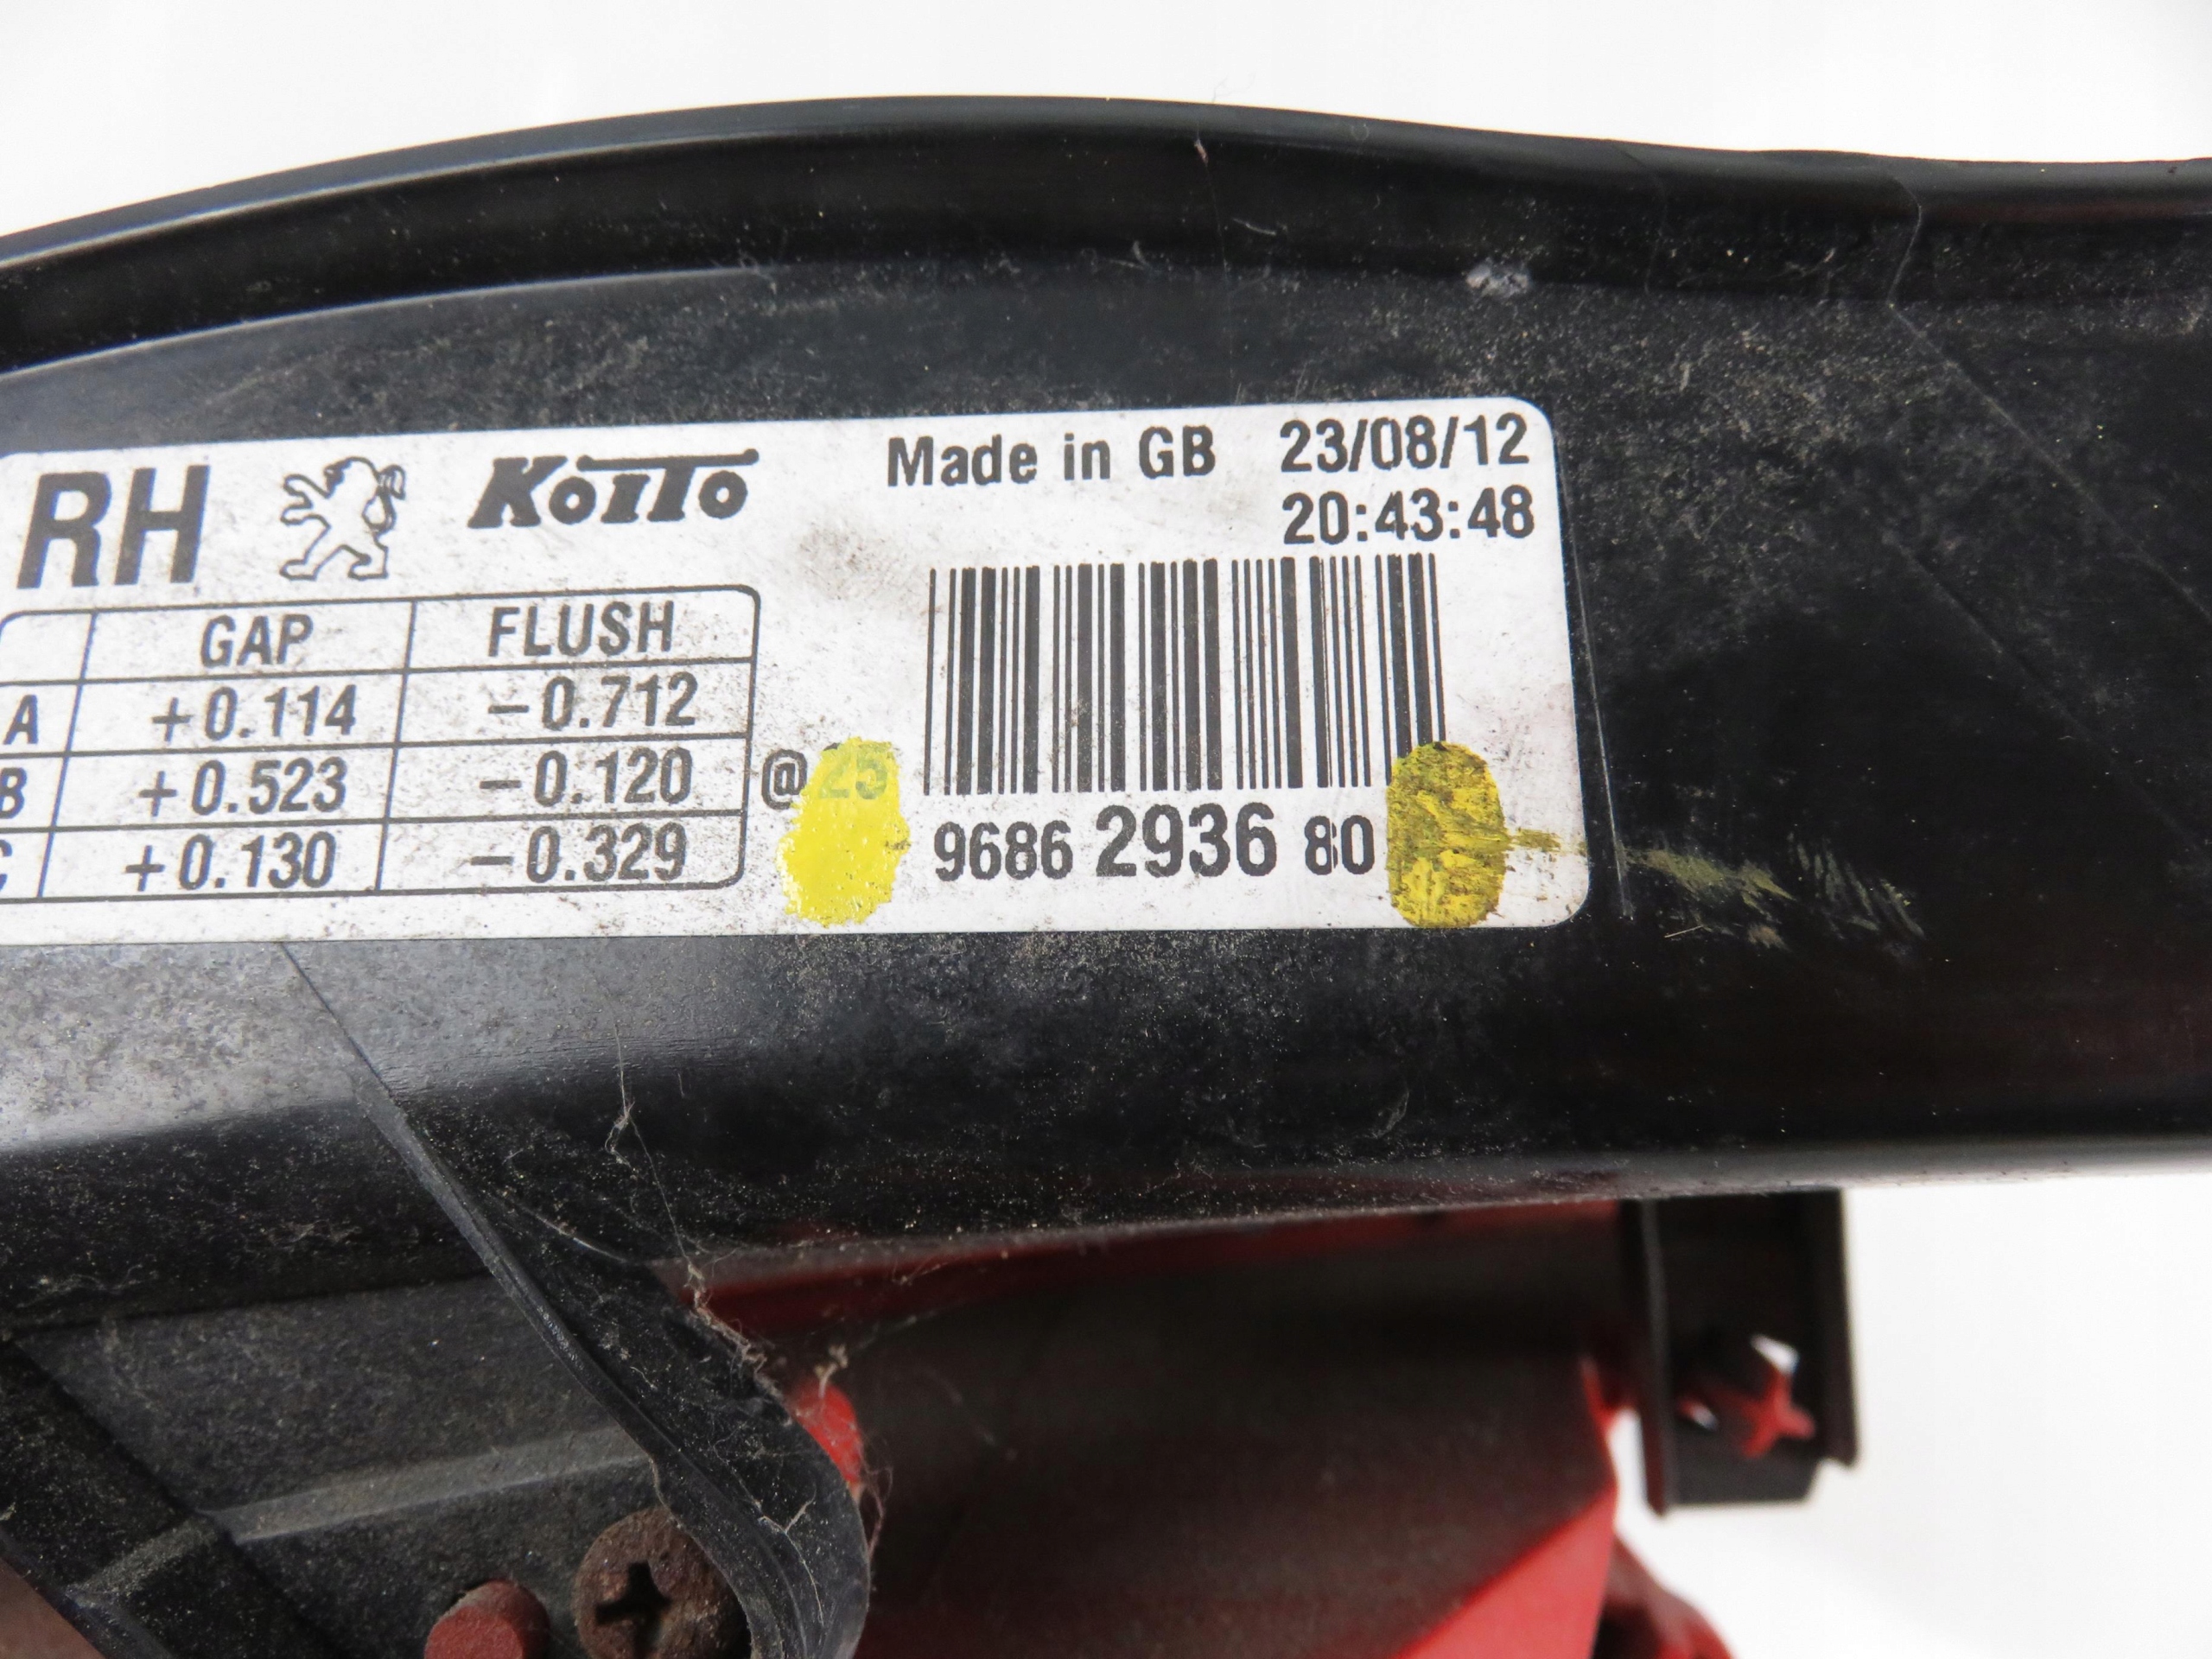 RH KOITO Made in GB 23/08/12
20:43:48
GAP FLUSH
A +0.114 -0.712
B +0.523 -0.120 @25
C +0.130 -0.329
9686 2936 80